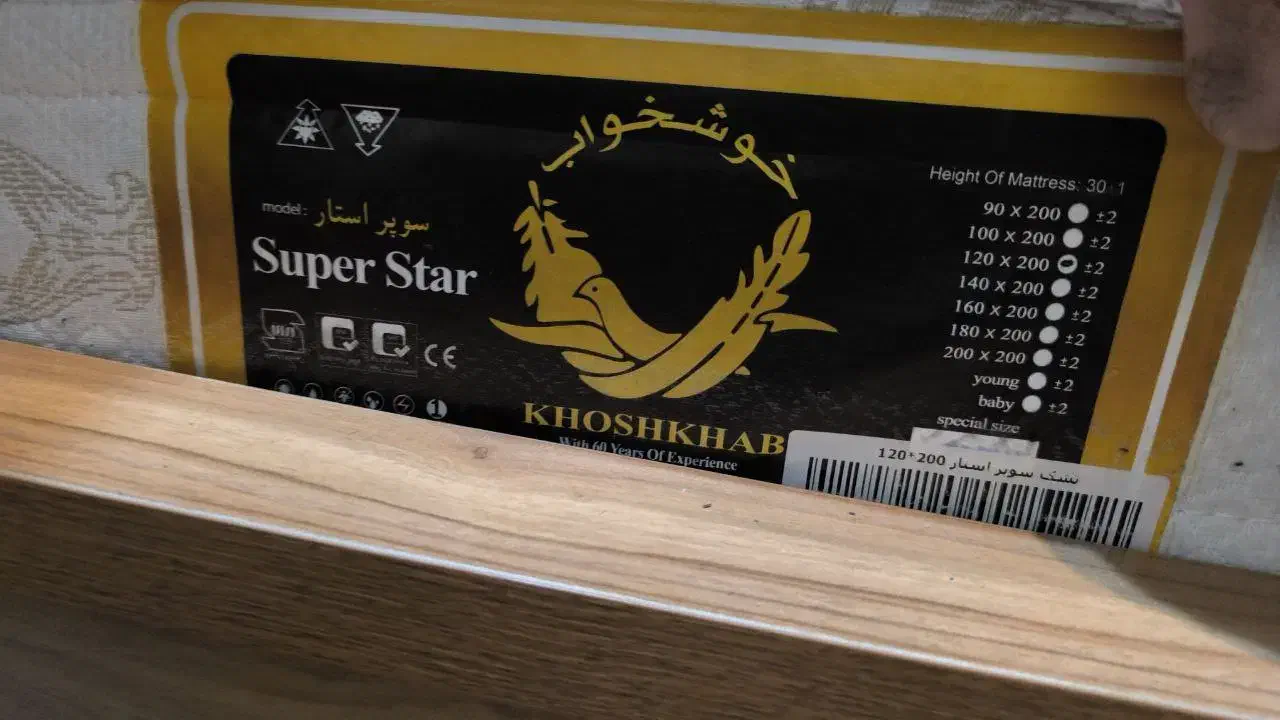 خوشخواب
model: سوپر استار
Super Star
CE
1
KHOSHKHAB
With 60 Years Of Experience
Height Of Mattress: 30 1
90 X 200 ±2
100 X 200 ±2
120 X 200 ±2
140 X 200 ±2
160 X 200 ±2
180 X 200 ±2
200 X 200 ±2
young ±2
baby ±2
special size
تشک سوپر استار 200*120